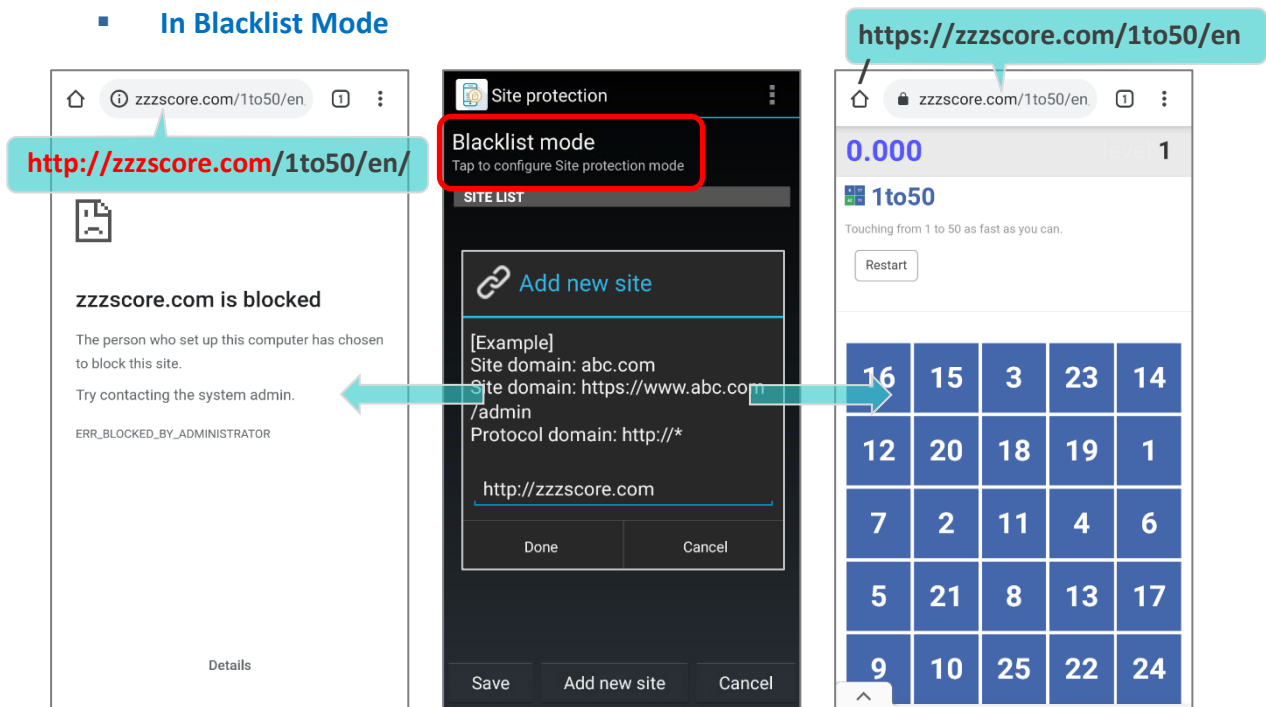 ▪ In Blacklist Mode
https://zzzscore.com/1to50/en
/
zzzscore.com/1to50/en
1
http://zzzscore.com/1to50/en/
zzzscore.com is blocked
The person who set up this computer has chosen
to block this site.
Try contacting the system admin.
ERR_BLOCKED_BY_ADMINISTRATOR
Details
Site protection
Blacklist mode
Tap to configure Site protection mode
SITE LIST
Add new site
[Example]
Site domain: abc.com
Site domain: https://www.abc.com
/admin
Protocol domain: http://*
http://zzzscore.com
Done Cancel
Save Add new site Cancel
zzzscore.com/1to50/en
1
0.000 level 1
1to50
Touching from 1 to 50 as fast as you can.
Restart
16 15 3 23 14
12 20 18 19 1
7 2 11 4 6
5 21 8 13 17
9 10 25 22 24